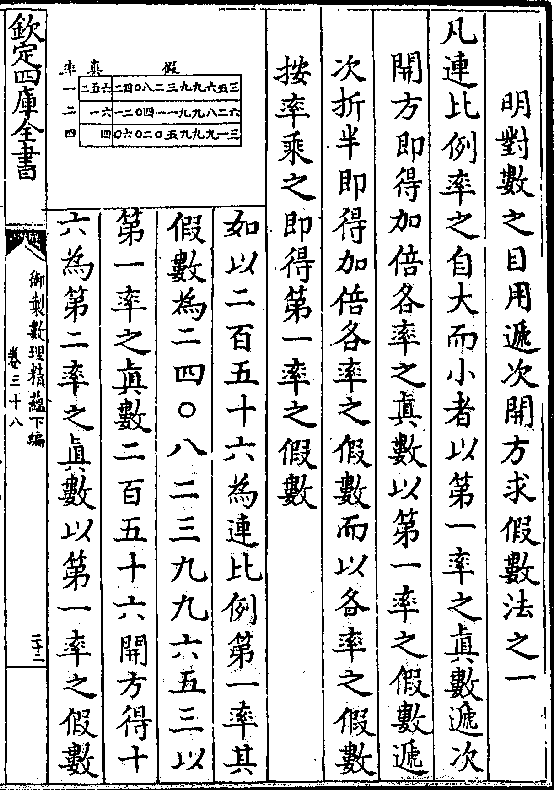 明對數之目用遞次開方求假數法之一
凡連比例率之自大而小者以第一率之真數遞次
開方即得加倍各率之真數以第一率之假數遞
次折半即得加倍各率之假數而以各率之假數
按率乘之即得第一率之假數
率 真 假
一 二五六 二四〇八二三九九六五三
二 一六 一二〇四一一九九八二六
四 四 〇六〇二〇五九九九一三
如以二百五十六為連比例第一率其
假數為二四〇八二三九九六五三以
第一率之真數二百五十六開方得十
六為第二率之真數以第一率之假數
欽定四庫全書
御製數理精蘊下編
卷三十八